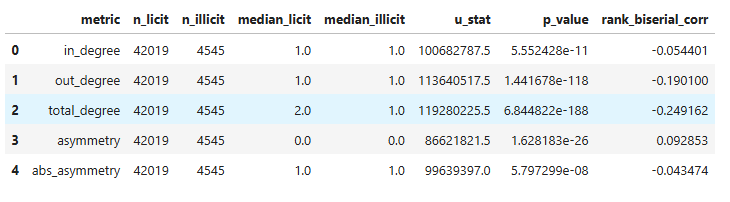 metric n_licit n_illicit median_licit median_illicit u_stat p_value rank_biserial_corr
0 in_degree 42019 4545 1.0 1.0 100682787.5 5.552428e-11 -0.054401
1 out_degree 42019 4545 1.0 1.0 113640517.5 1.441678e-118 -0.190100
2 total_degree 42019 4545 2.0 1.0 119280225.5 6.844822e-188 -0.249162
3 asymmetry 42019 4545 0.0 0.0 86621821.5 1.628183e-26 0.092853
4 abs_asymmetry 42019 4545 1.0 1.0 99639397.0 5.797299e-08 -0.043474